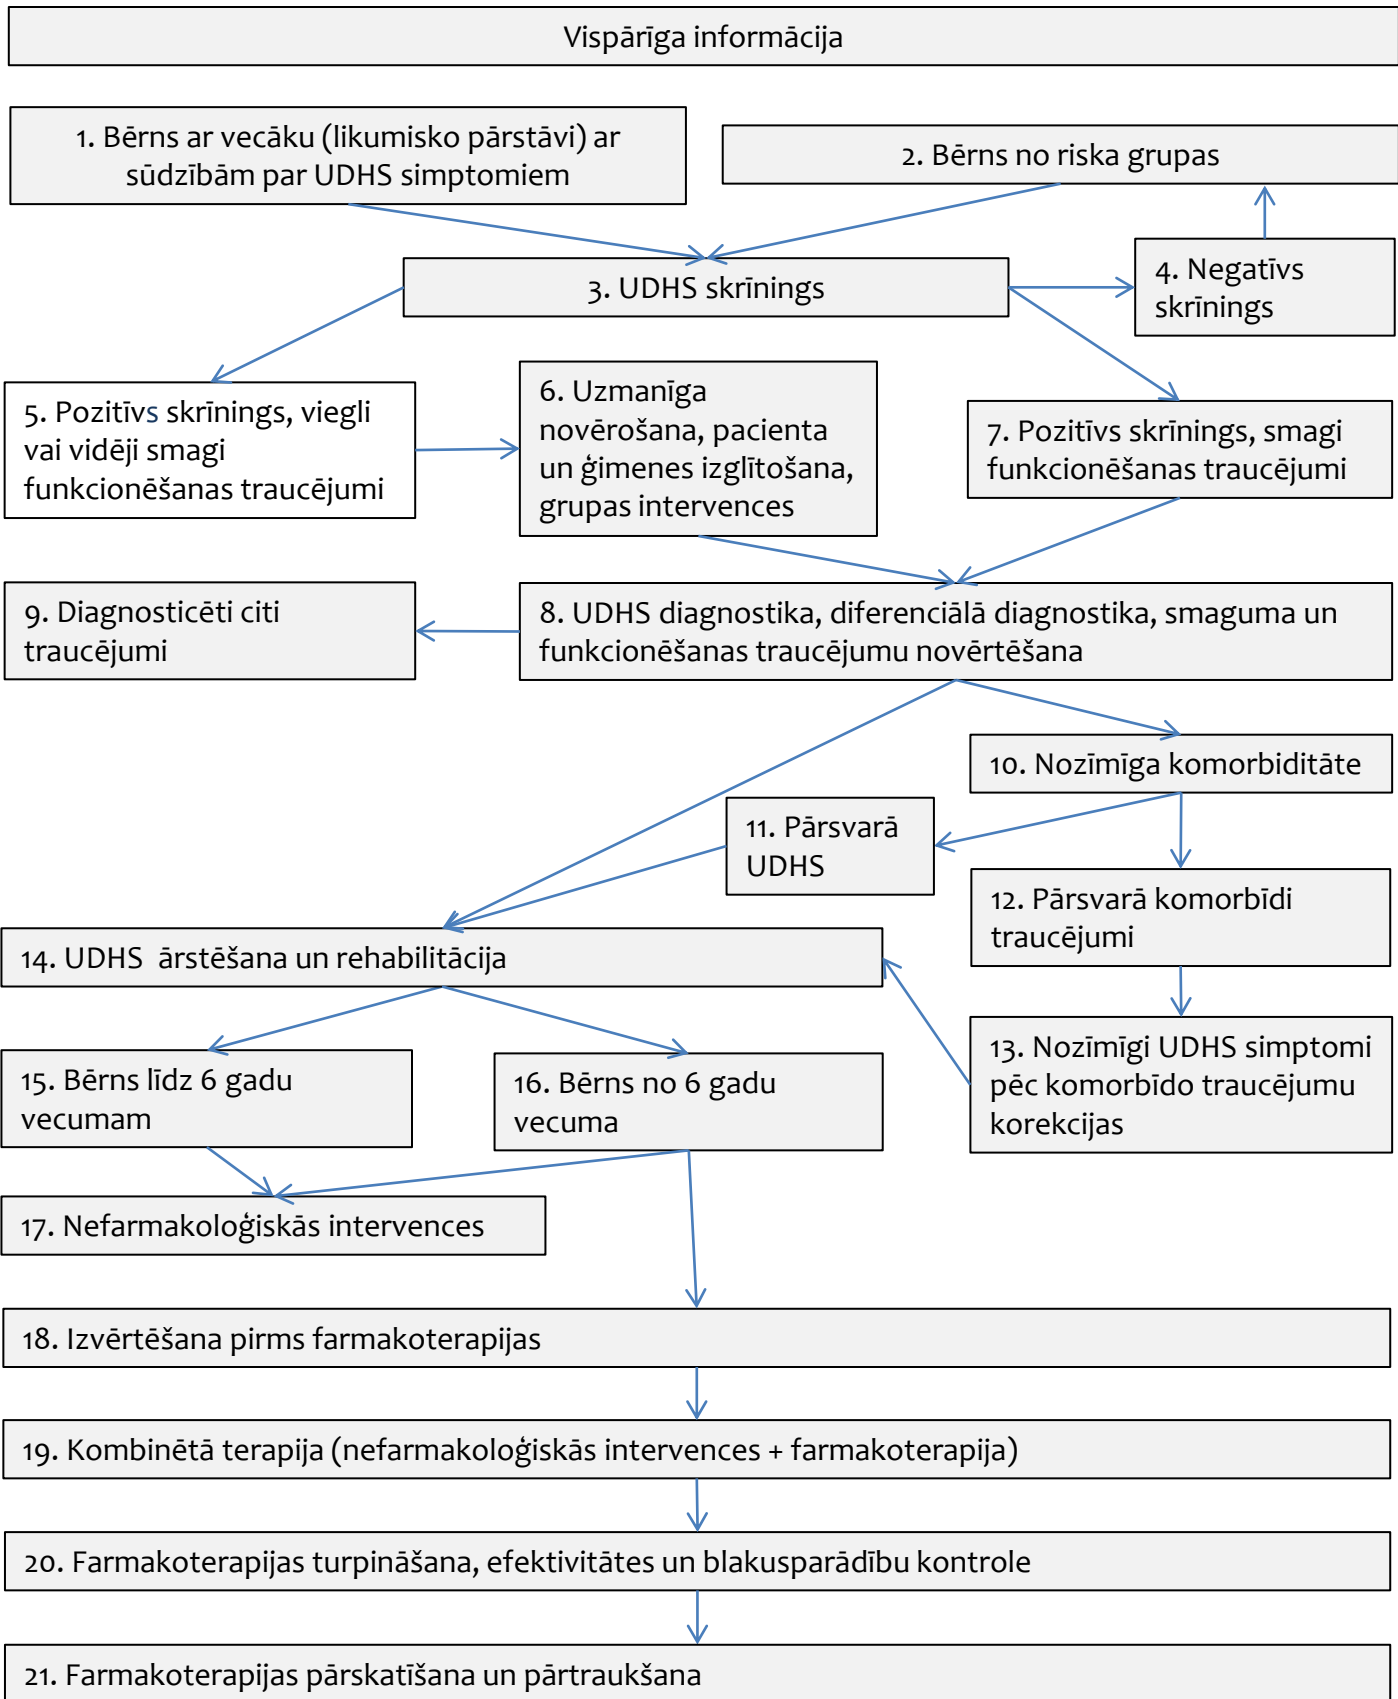 Vispārīga informācija
1. Bērns ar vecāku (likumisko pārstāvi) ar
sūdzībām par UDHS simptomiem
2. Bērns no riska grupas
3. UDHS skrīnings
4. Negatīvs
skrīnings
5. Pozitīvs skrīnings, viegli
vai vidēji smagi
funkcionēšanas traucējumi
6. Uzmanīga
novērošana, pacienta
un ģimenes izglītošana,
grupas intervences
7. Pozitīvs skrīnings, smagi
funkcionēšanas traucējumi
8. UDHS diagnostika, diferenciālā diagnostika, smaguma un
funkcionēšanas traucējumu novērtēšana
9. Diagnosticēti citi
traucējumi
10. Nozīmīga komorbiditāte
11. Pārsvarā
UDHS
12. Pārsvarā komorbīdi
traucējumi
13. Nozīmīgi UDHS simptomi
pēc komorbīdo traucējumu
korekcijas
14. UDHS  ārstēšana un rehabilitācija
15. Bērns līdz 6 gadu
vecumam
16. Bērns no 6 gadu
vecuma
17. Nefarmakoloģiskās intervences
18. Izvērtēšana pirms farmakoterapijas
19. Kombinētā terapija (nefarmakoloģiskās intervences + farmakoterapija)
20. Farmakoterapijas turpināšana, efektivitātes un blakusparādību kontrole
21. Farmakoterapijas pārskatīšana un pārtraukšana